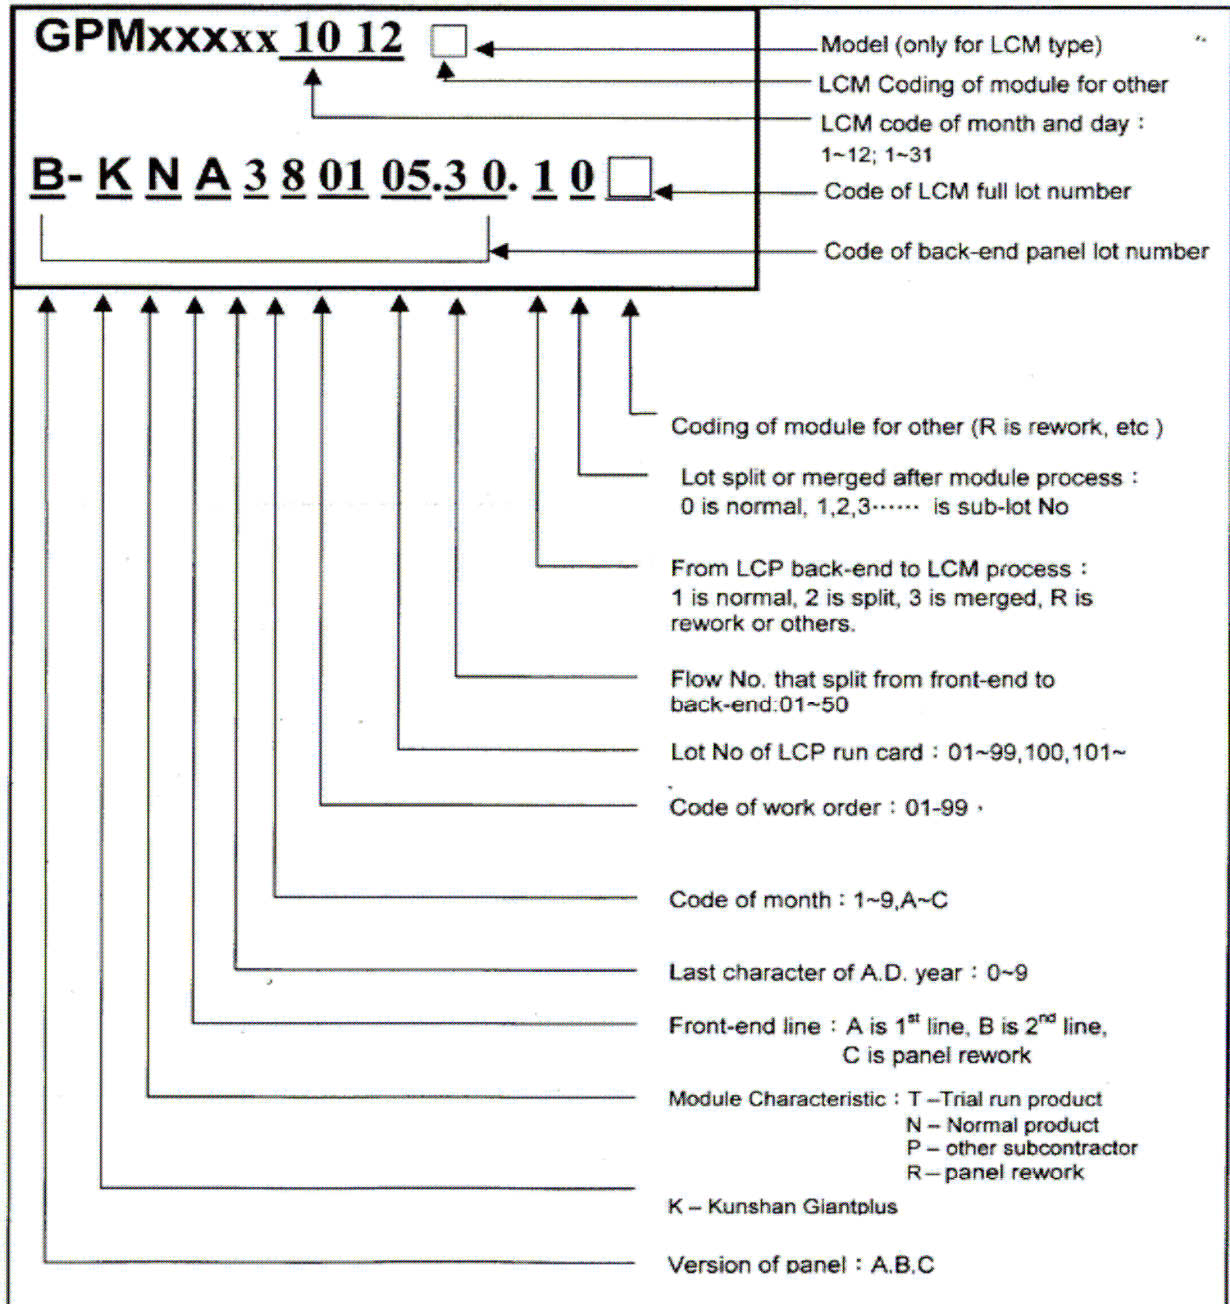 GPMxxxxxx 10 12 □
Model (only for LCM type)
LCM Coding of module for other
LCM code of month and day：
1~12; 1~31
B- K N A 3 8 01 05.3 0. 1 0 □
Code of LCM full lot number
Code of back-end panel lot number
Coding of module for other (R is rework, etc )
Lot split or merged after module process：
0 is normal, 1,2,3⋯⋯ is sub-lot No
From LCP back-end to LCM process：
1 is normal, 2 is split, 3 is merged, R is
rework or others.
Flow No. that split from front-end to
back-end:01~50
Lot No of LCP run card：01~99,100,101~
Code of work order：01-99
Code of month：1~9,A~C
Last character of A.D. year：0~9
Front-end line：A is 1st line, B is 2nd line,
C is panel rework
Module Characteristic：T –Trial run product
N – Normal product
P – other subcontractor
R – panel rework
K – Kunshan Giantplus
Version of panel：A.B.C